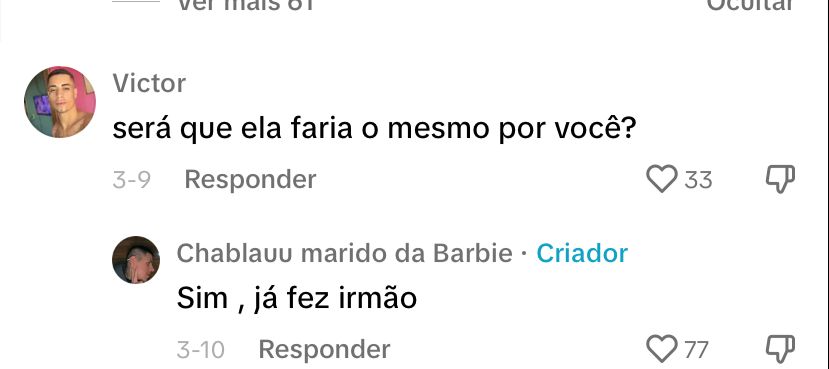 Ver mais 61
Ocultar
Victor
será que ela faria o mesmo por você?
3-9 Responder 33
Chablauu marido da Barbie · Criador
Sim , já fez irmão
3-10 Responder 77